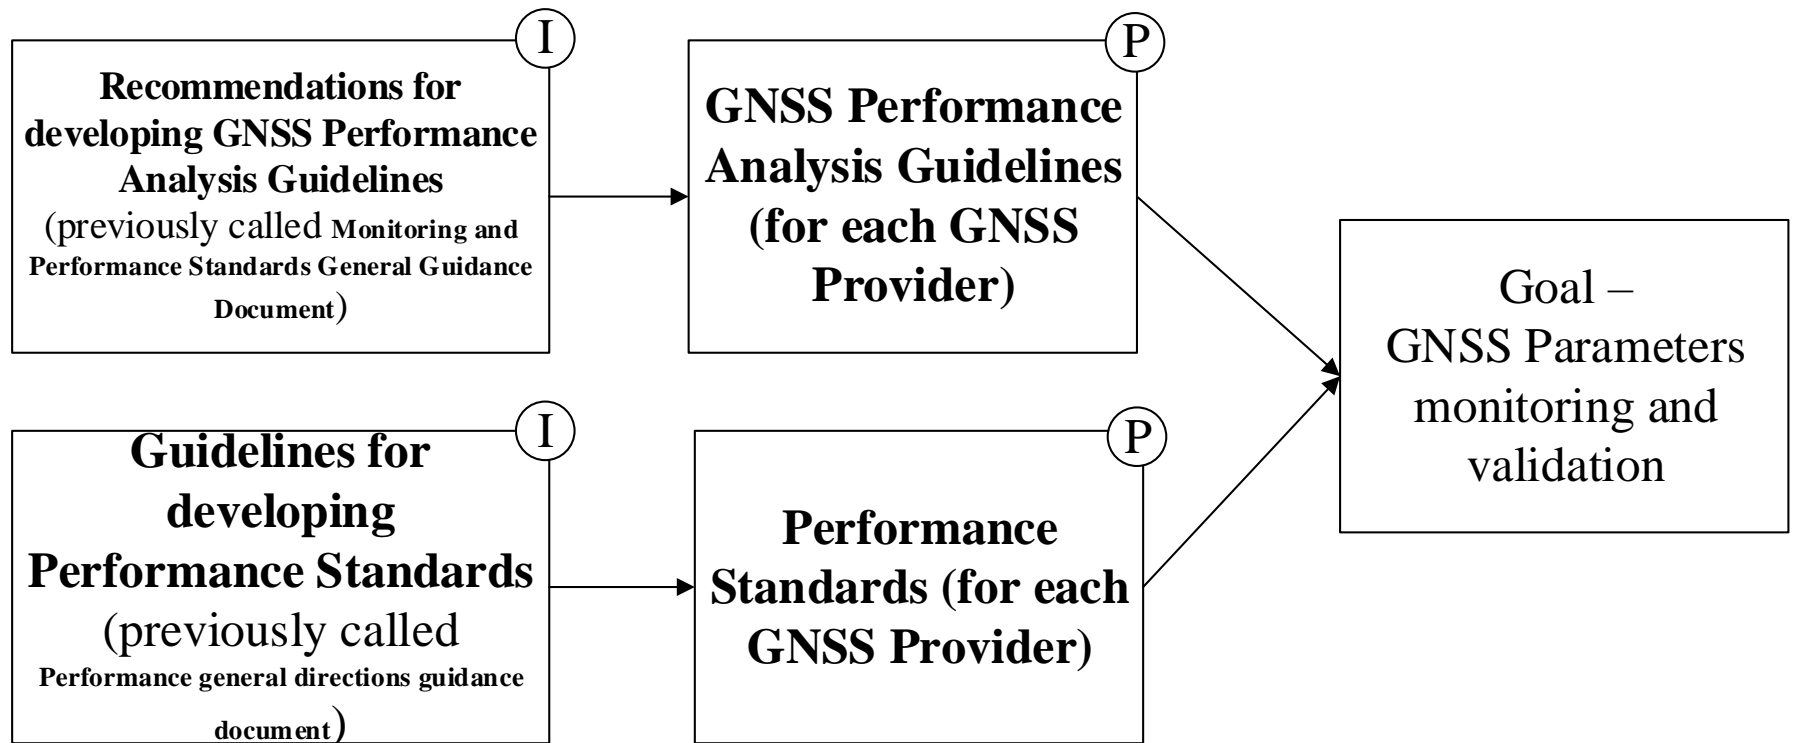 I
Recommendations for
developing GNSS Performance
Analysis Guidelines
(previously called Monitoring and
Performance Standards General Guidance
Document)
P
GNSS Performance
Analysis Guidelines
(for each GNSS
Provider)
I
Guidelines for
developing
Performance Standards
(previously called
Performance general directions guidance
document)
P
Performance
Standards (for each
GNSS Provider)
Goal –
GNSS Parameters
monitoring and
validation